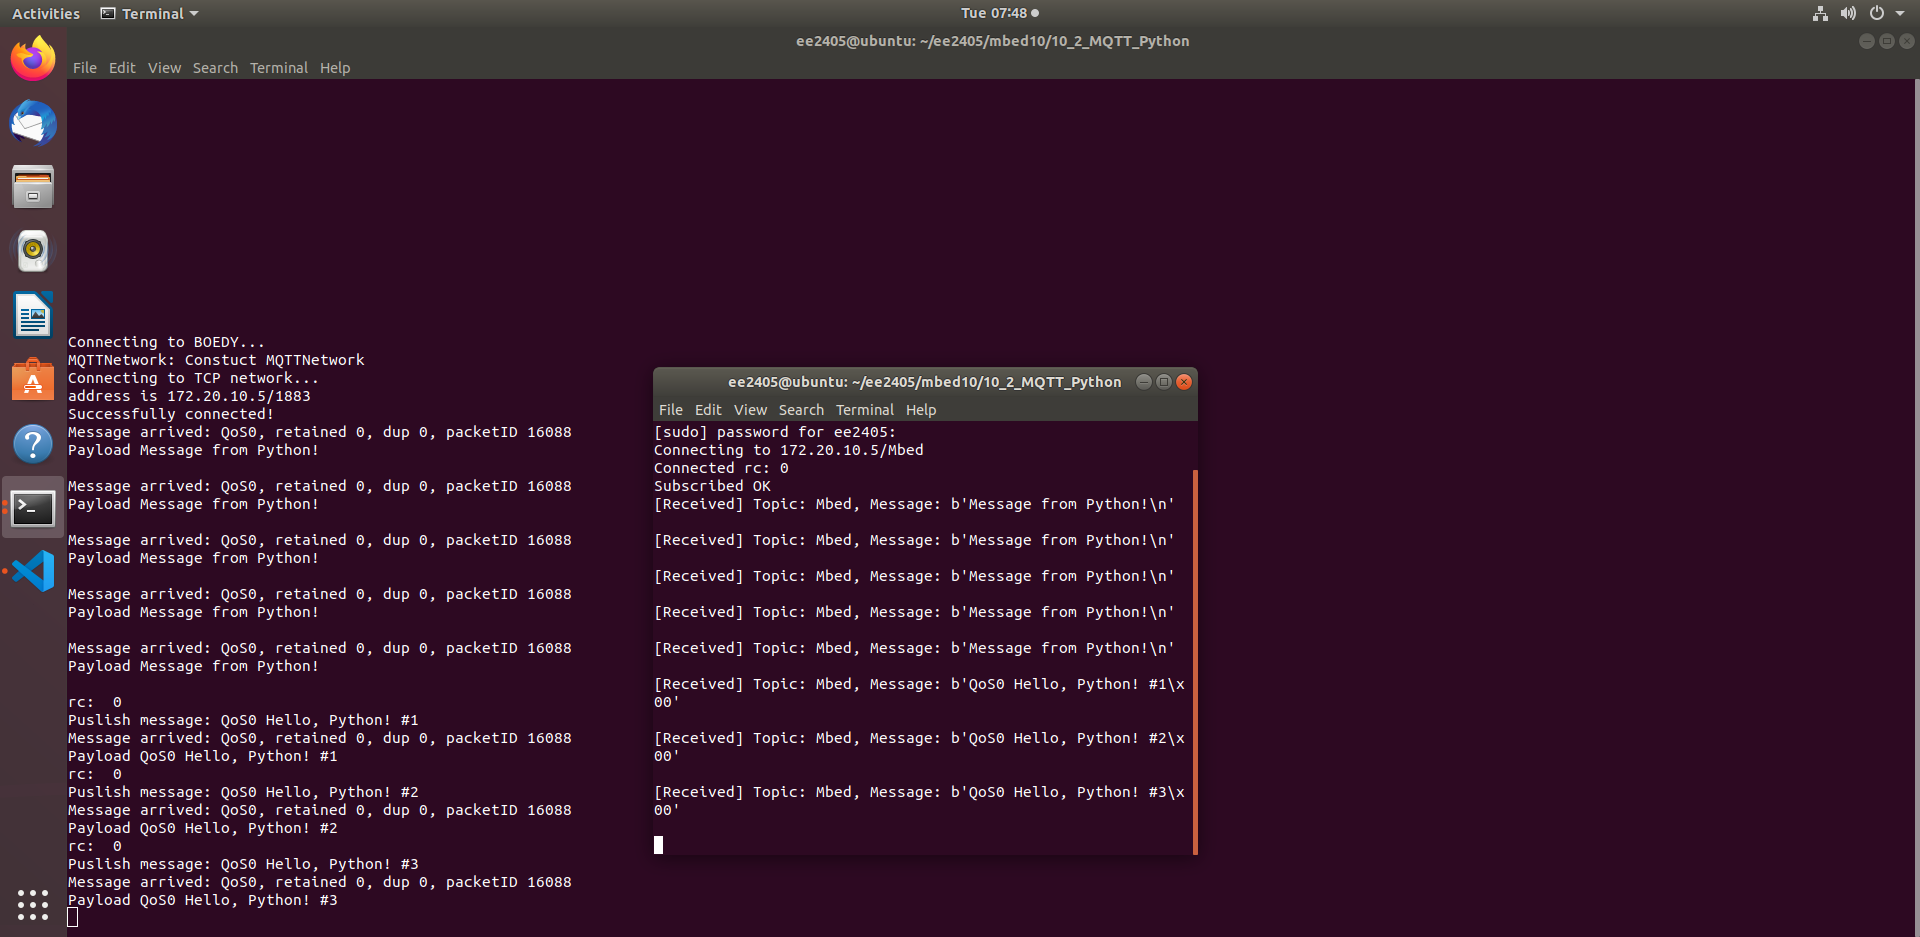 Activities Terminal Tue 07:48
ee2405@ubuntu: ~/ee2405/mbed10/10_2_MQTT_Python
File Edit View Search Terminal Help
Connecting to BOEDY...
MQTTNetwork: Constuct MQTTNetwork
Connecting to TCP network...
address is 172.20.10.5/1883
Successfully connected!
Message arrived: QoS0, retained 0, dup 0, packetID 16088
Payload Message from Python!
Message arrived: QoS0, retained 0, dup 0, packetID 16088
Payload Message from Python!
Message arrived: QoS0, retained 0, dup 0, packetID 16088
Payload Message from Python!
Message arrived: QoS0, retained 0, dup 0, packetID 16088
Payload Message from Python!
Message arrived: QoS0, retained 0, dup 0, packetID 16088
Payload Message from Python!
rc:  0
Puslish message: QoS0 Hello, Python! #1
Message arrived: QoS0, retained 0, dup 0, packetID 16088
Payload QoS0 Hello, Python! #1
rc:  0
Puslish message: QoS0 Hello, Python! #2
Message arrived: QoS0, retained 0, dup 0, packetID 16088
Payload QoS0 Hello, Python! #2
rc:  0
Puslish message: QoS0 Hello, Python! #3
Message arrived: QoS0, retained 0, dup 0, packetID 16088
Payload QoS0 Hello, Python! #3
ee2405@ubuntu: ~/ee2405/mbed10/10_2_MQTT_Python
File Edit View Search Terminal Help
[sudo] password for ee2405:
Connecting to 172.20.10.5/Mbed
Connected rc: 0
Subscribed OK
[Received] Topic: Mbed, Message: b'Message from Python!\n'
[Received] Topic: Mbed, Message: b'Message from Python!\n'
[Received] Topic: Mbed, Message: b'Message from Python!\n'
[Received] Topic: Mbed, Message: b'Message from Python!\n'
[Received] Topic: Mbed, Message: b'Message from Python!\n'
[Received] Topic: Mbed, Message: b'QoS0 Hello, Python! #1\x
00'
[Received] Topic: Mbed, Message: b'QoS0 Hello, Python! #2\x
00'
[Received] Topic: Mbed, Message: b'QoS0 Hello, Python! #3\x
00'